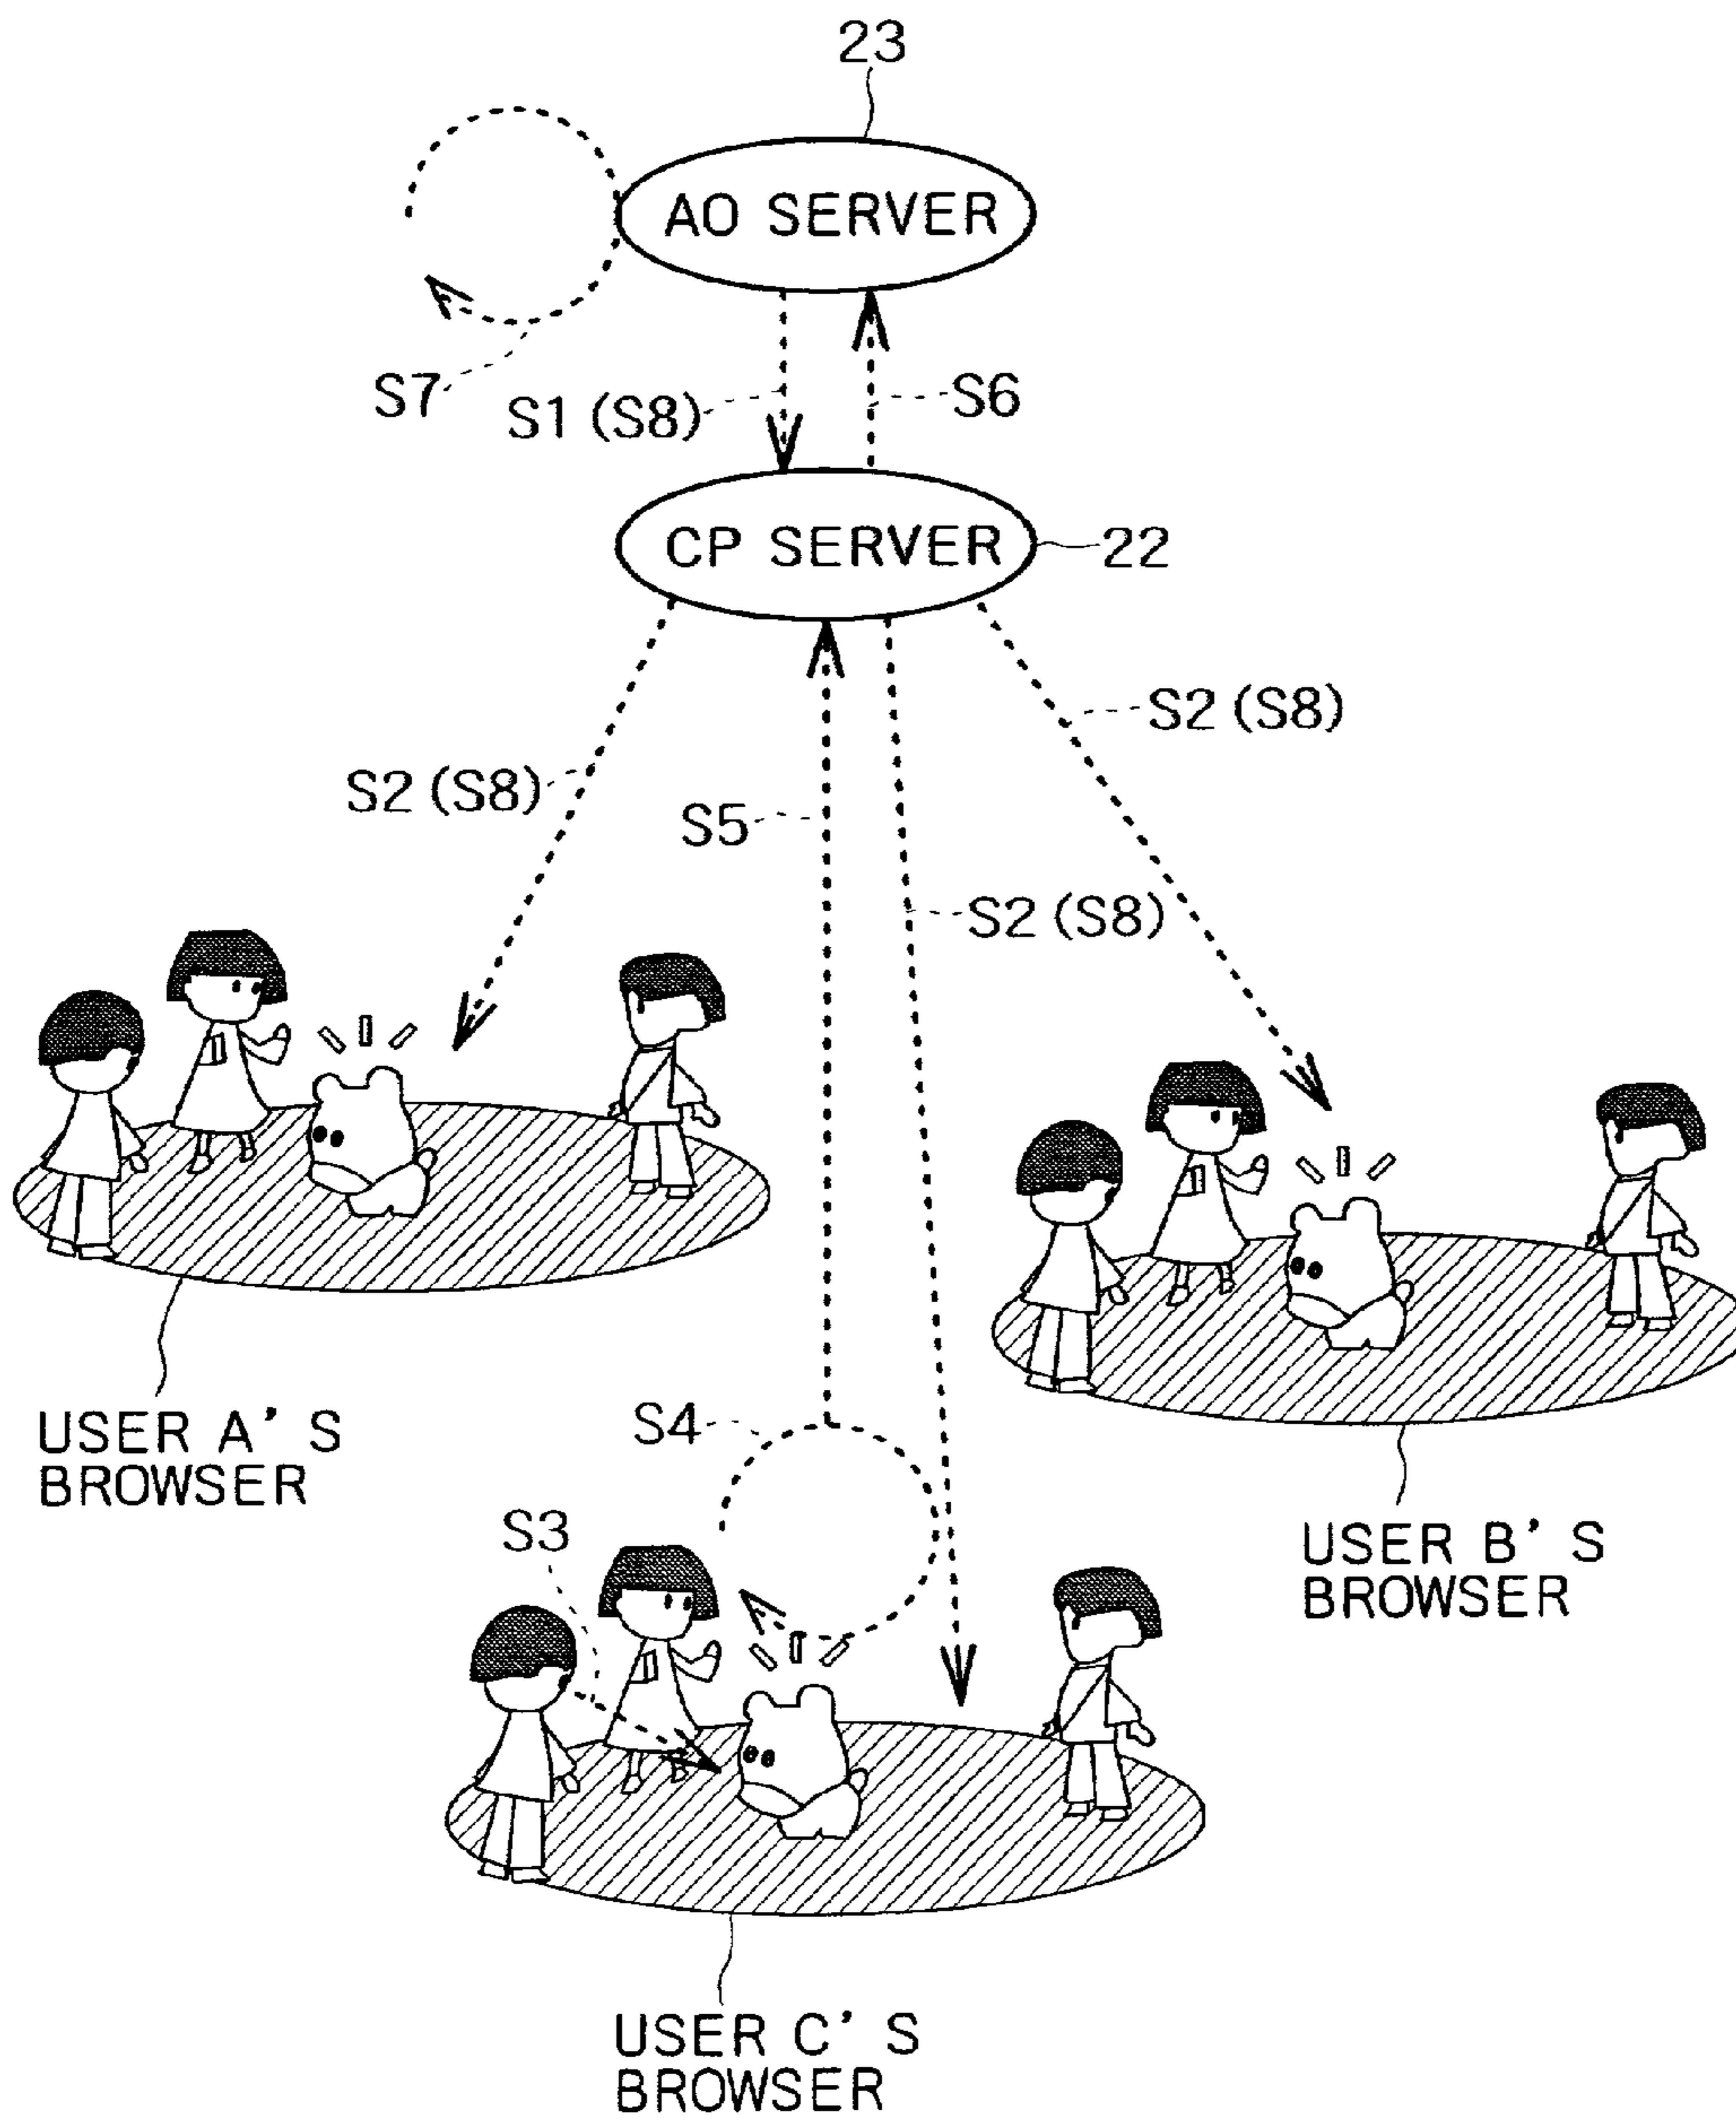 23
AO SERVER
S7
S1 (S8)
S6
CP SERVER
22
S2 (S8)
S2 (S8)
S5
S2 (S8)
USER A'S
BROWSER
S4
S3
USER B'S
BROWSER
USER C'S
BROWSER